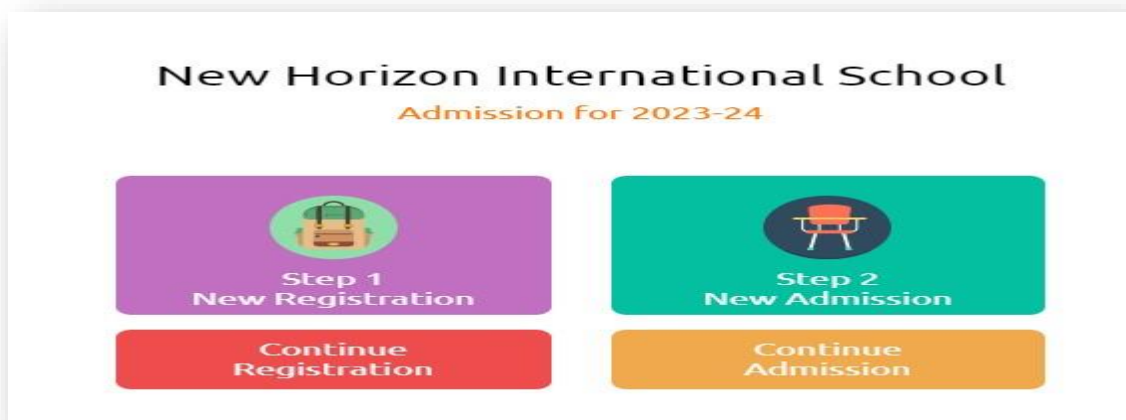 New Horizon International School
Admission for 2023-24
Step 1
New Registration
Step 2
New Admission
Continue
Registration
Continue
Admission